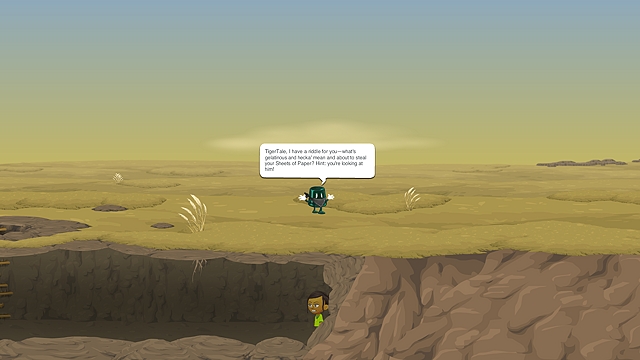 TigerTale, I have a riddle for you—what's
gelatinous and hecka' mean and about to steal
your Sheets of Paper? Hint: you're looking at
him!